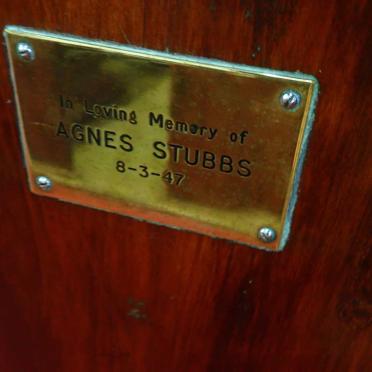 In Loving Memory of
AGNES STUBBS
8-3-47